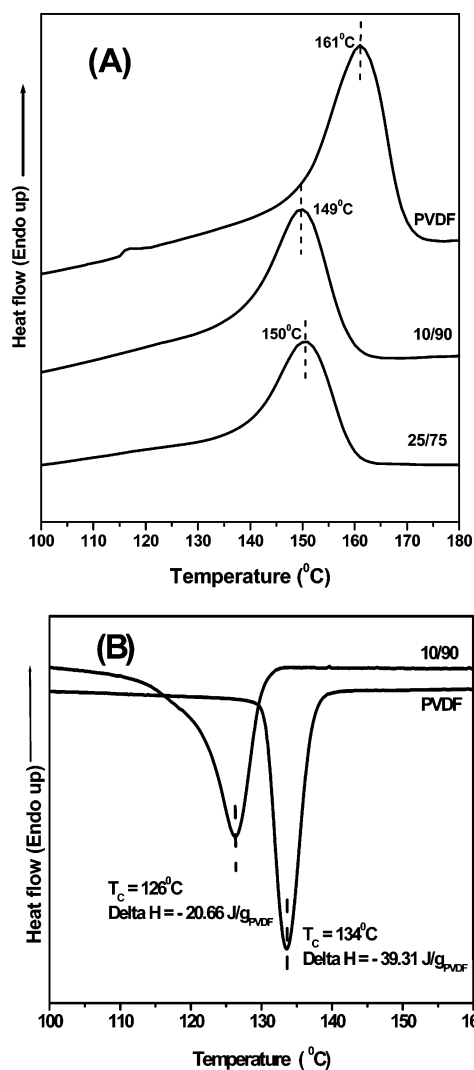 (A)
161⁰C
PVDF
149⁰C
10/90
150⁰C
25/75
Heat flow (Endo up)
100 110 120 130 140 150 160 170 180
Temperature (⁰C)
(B)
10/90
PVDF
T_C = 126⁰C
Delta H = - 20.66 J/g_PVDF
T_C = 134⁰C
Delta H = - 39.31 J/g_PVDF
Heat flow (Endo up)
100 110 120 130 140 150 160
Temperature (⁰C)